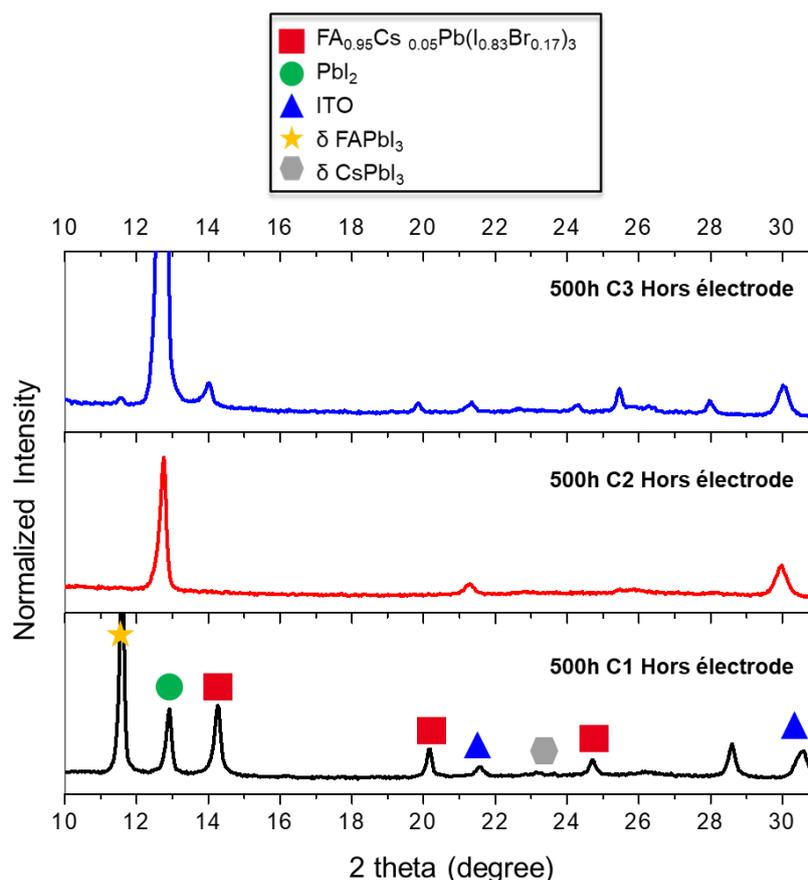 FA0.95Cs 0.05Pb(I0.83Br0.17)3
PbI2
ITO
δ FAPbI3
δ CsPbI3
10 12 14 16 18 20 22 24 26 28 30
500h C3 Hors électrode
500h C2 Hors électrode
500h C1 Hors électrode
Normalized Intensity
10 12 14 16 18 20 22 24 26 28 30
2 theta (degree)